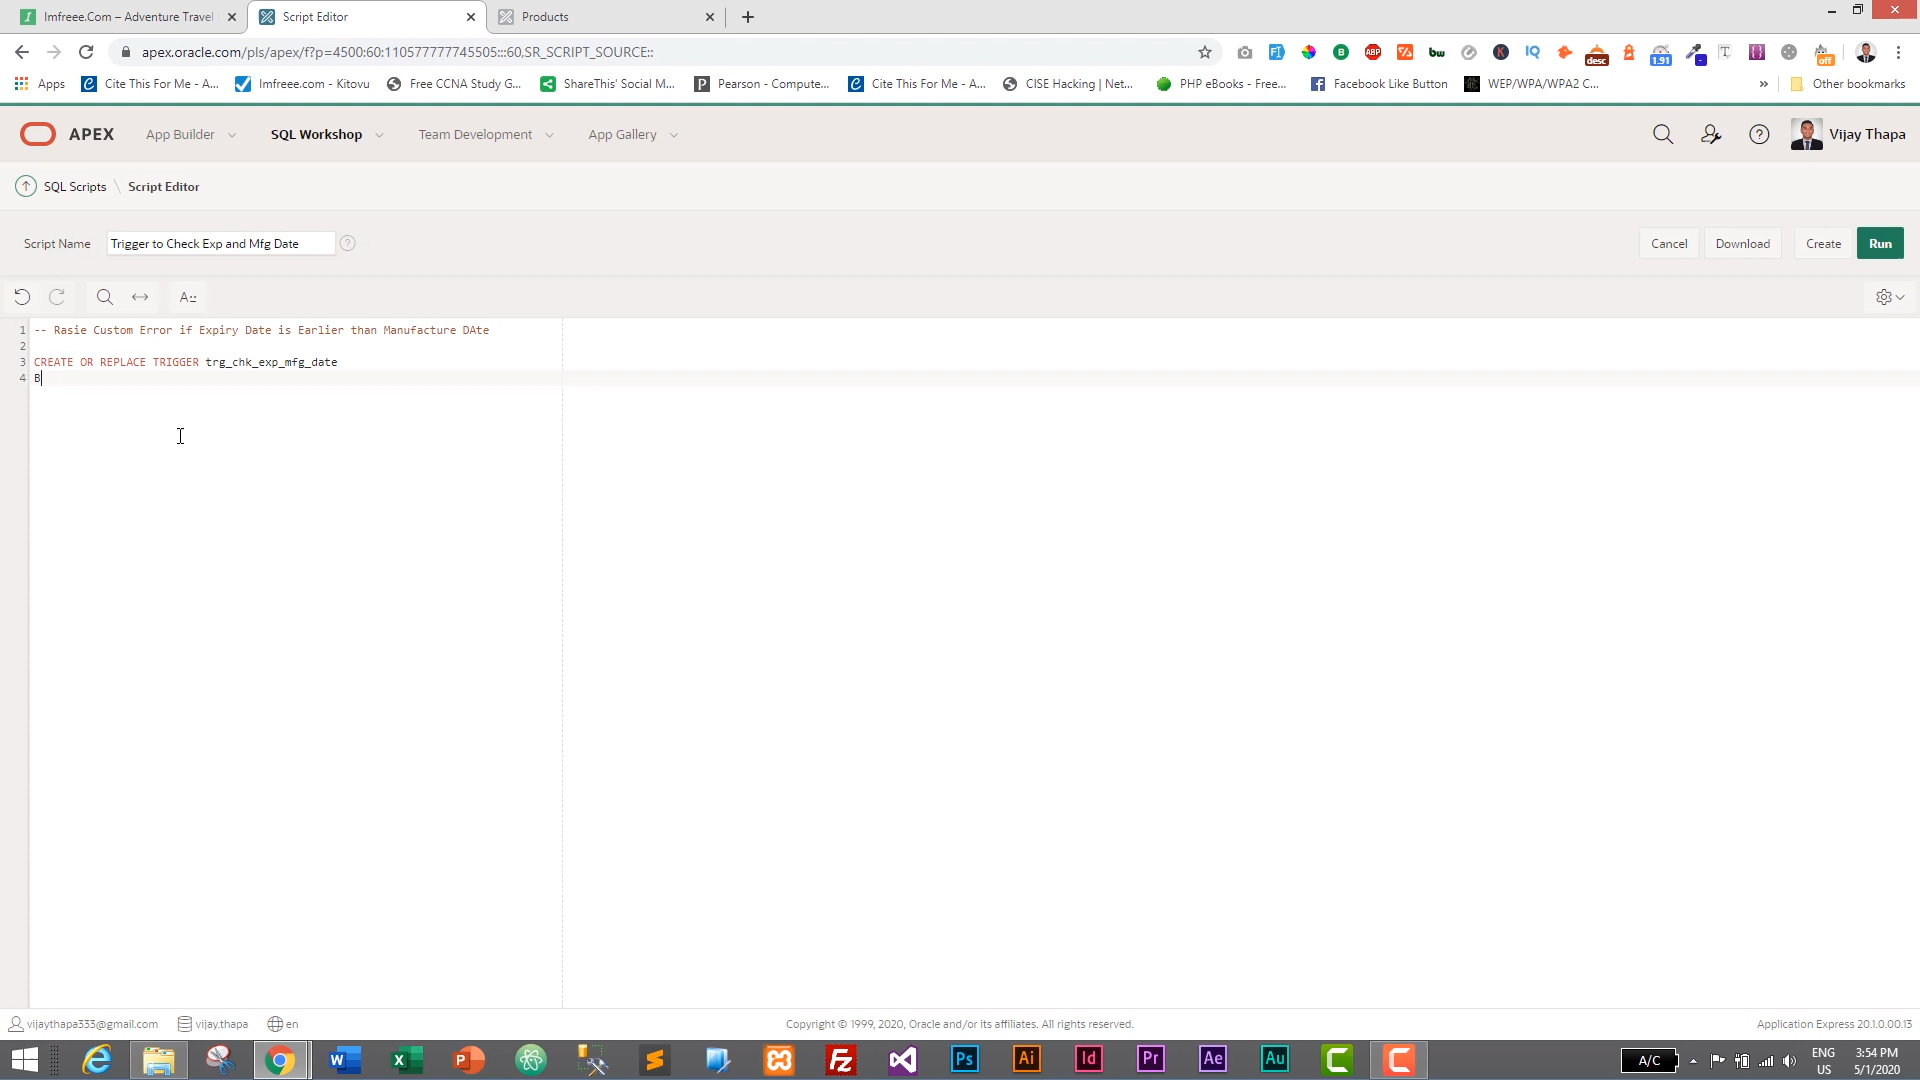 Imfreee.Com – Adventure Travel
Script Editor
Products
apex.oracle.com/pls/apex/f?p=4500:60:110577777745505:::60,SR_SCRIPT_SOURCE::
Apps
Cite This For Me - A...
Imfreee.com - Kitovu
Free CCNA Study G...
ShareThis' Social M...
Pearson - Compute...
Cite This For Me - A...
CISE Hacking | Net...
PHP eBooks - Free...
Facebook Like Button
WEP/WPA/WPA2 C...
»
Other bookmarks
APEX
App Builder
SQL Workshop
Team Development
App Gallery
Vijay Thapa
SQL Scripts \ Script Editor
Script Name
Trigger to Check Exp and Mfg Date
Cancel
Download
Create
Run
1 -- Rasie Custom Error if Expiry Date is Earlier than Manufacture DAte
2
3 CREATE OR REPLACE TRIGGER trg_chk_exp_mfg_date
4 B
vijaythapa333@gmail.com
vijay.thapa
en
Copyright © 1999, 2020, Oracle and/or its affiliates. All rights reserved.
Application Express 20.1.0.00.13
A/C
ENG
US
3:54 PM
5/1/2020